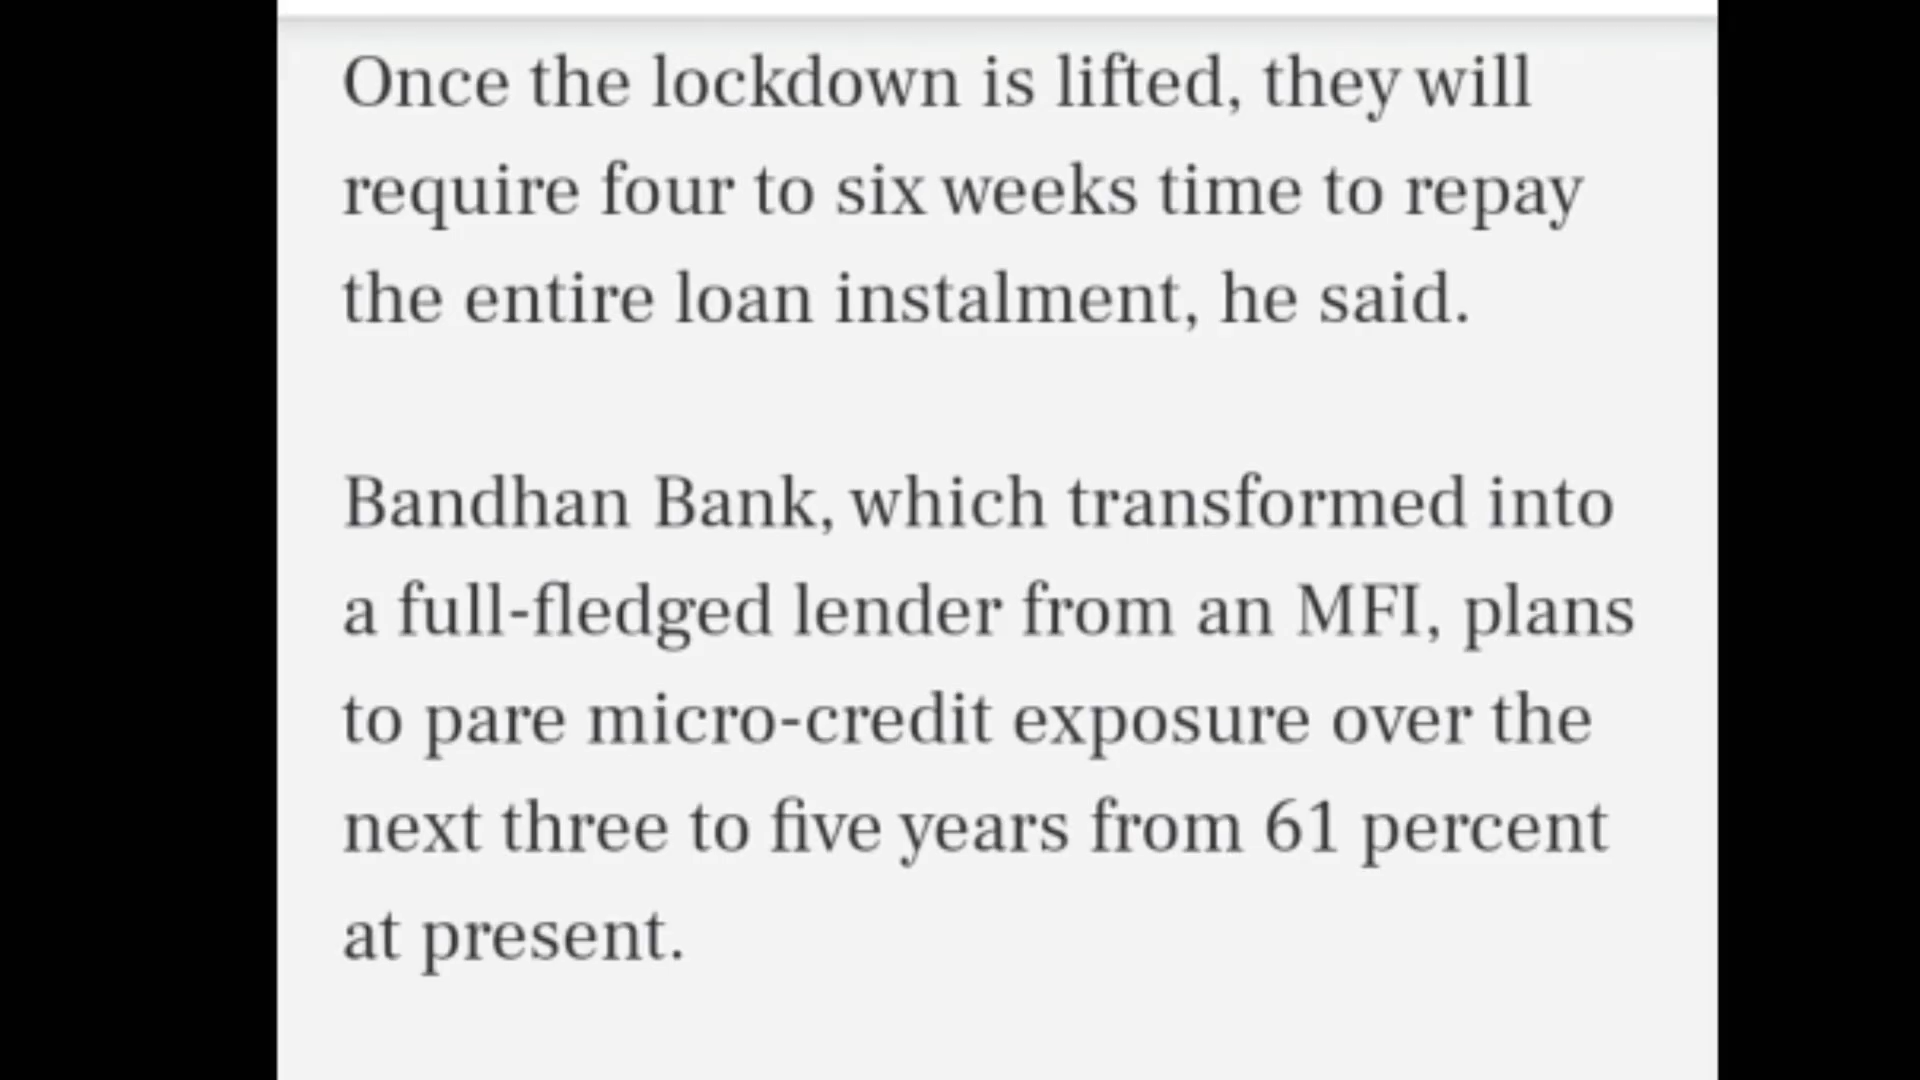 Once the lockdown is lifted, they will
require four to six weeks time to repay
the entire loan instalment, he said.
Bandhan Bank, which transformed into
a full-fledged lender from an MFI, plans
to pare micro-credit exposure over the
next three to five years from 61 percent
at present.